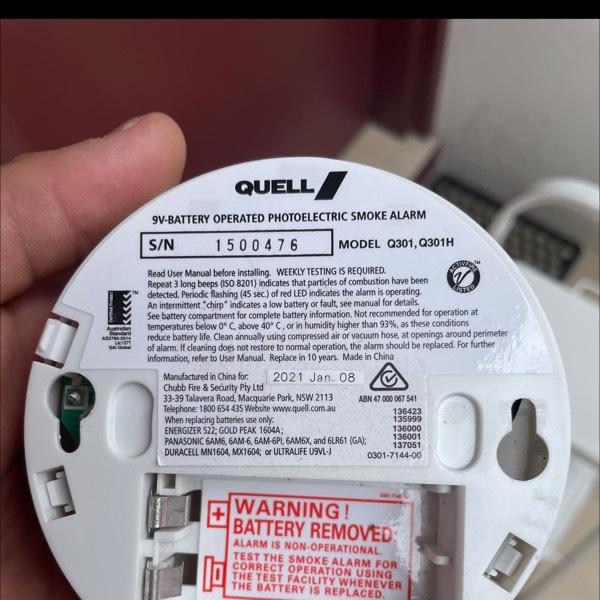 QUELL
9V-BATTERY OPERATED PHOTOELECTRIC SMOKE ALARM
S/N 1500476 MODEL Q301, Q301H
Read User Manual before installing. WEEKLY TESTING IS REQUIRED.
Repeat 3 long beeps (ISO 8201) indicates that particles of combustion have been
detected. Periodic flashing (45 sec.) of red LED indicates the alarm is operating.
An intermittent "chirp" indicates a low battery or fault, see manual for details.
See battery compartment for complete battery information. Not recommended for operation at
temperatures below 0° C, above 40° C, or in humidity higher than 93%, as these conditions
reduce battery life. Clean annually using compressed air or vacuum hose, at openings around perimeter
of alarm. If cleaning does not restore to normal operation, the alarm should be replaced. For further
information, refer to User Manual. Replace in 10 years. Made in China
ACTIVFIRE
LISTED
TM
Australian
Standard
AS3786:2014
Lic1377
SAI Global
Manufactured in China for: 2021 Jan. 08
Chubb Fire & Security Pty Ltd
33-39 Talavera Road, Macquarie Park, NSW 2113
Telephone: 1800 654 435 Website www.quell.com.au
ABN 47 000 067 541
When replacing batteries use only:
ENERGIZER 522; GOLD PEAK 1604A;
PANASONIC 6AM6, 6AM-6, 6AM-6PI, 6AM6X, and 6LR61 (GA);
DURACELL MN1604, MX1604; or ULTRALIFE U9VL-J
136423
135999
136000
136001
137051
0301-7144-00
WARNING!
BATTERY REMOVED:
ALARM IS NON-OPERATIONAL.
TEST THE SMOKE ALARM FOR
CORRECT OPERATION USING
THE TEST FACILITY WHENEVER
THE BATTERY IS REPLACED.